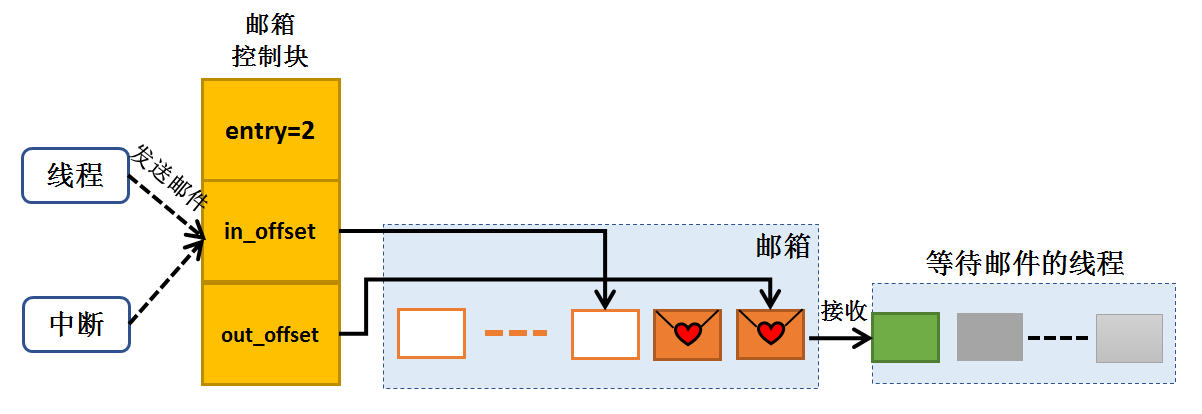 邮箱
控制块
entry=2
线程
发送邮件
in_offset
邮箱
等待邮件的线程
中断
out_offset
接收